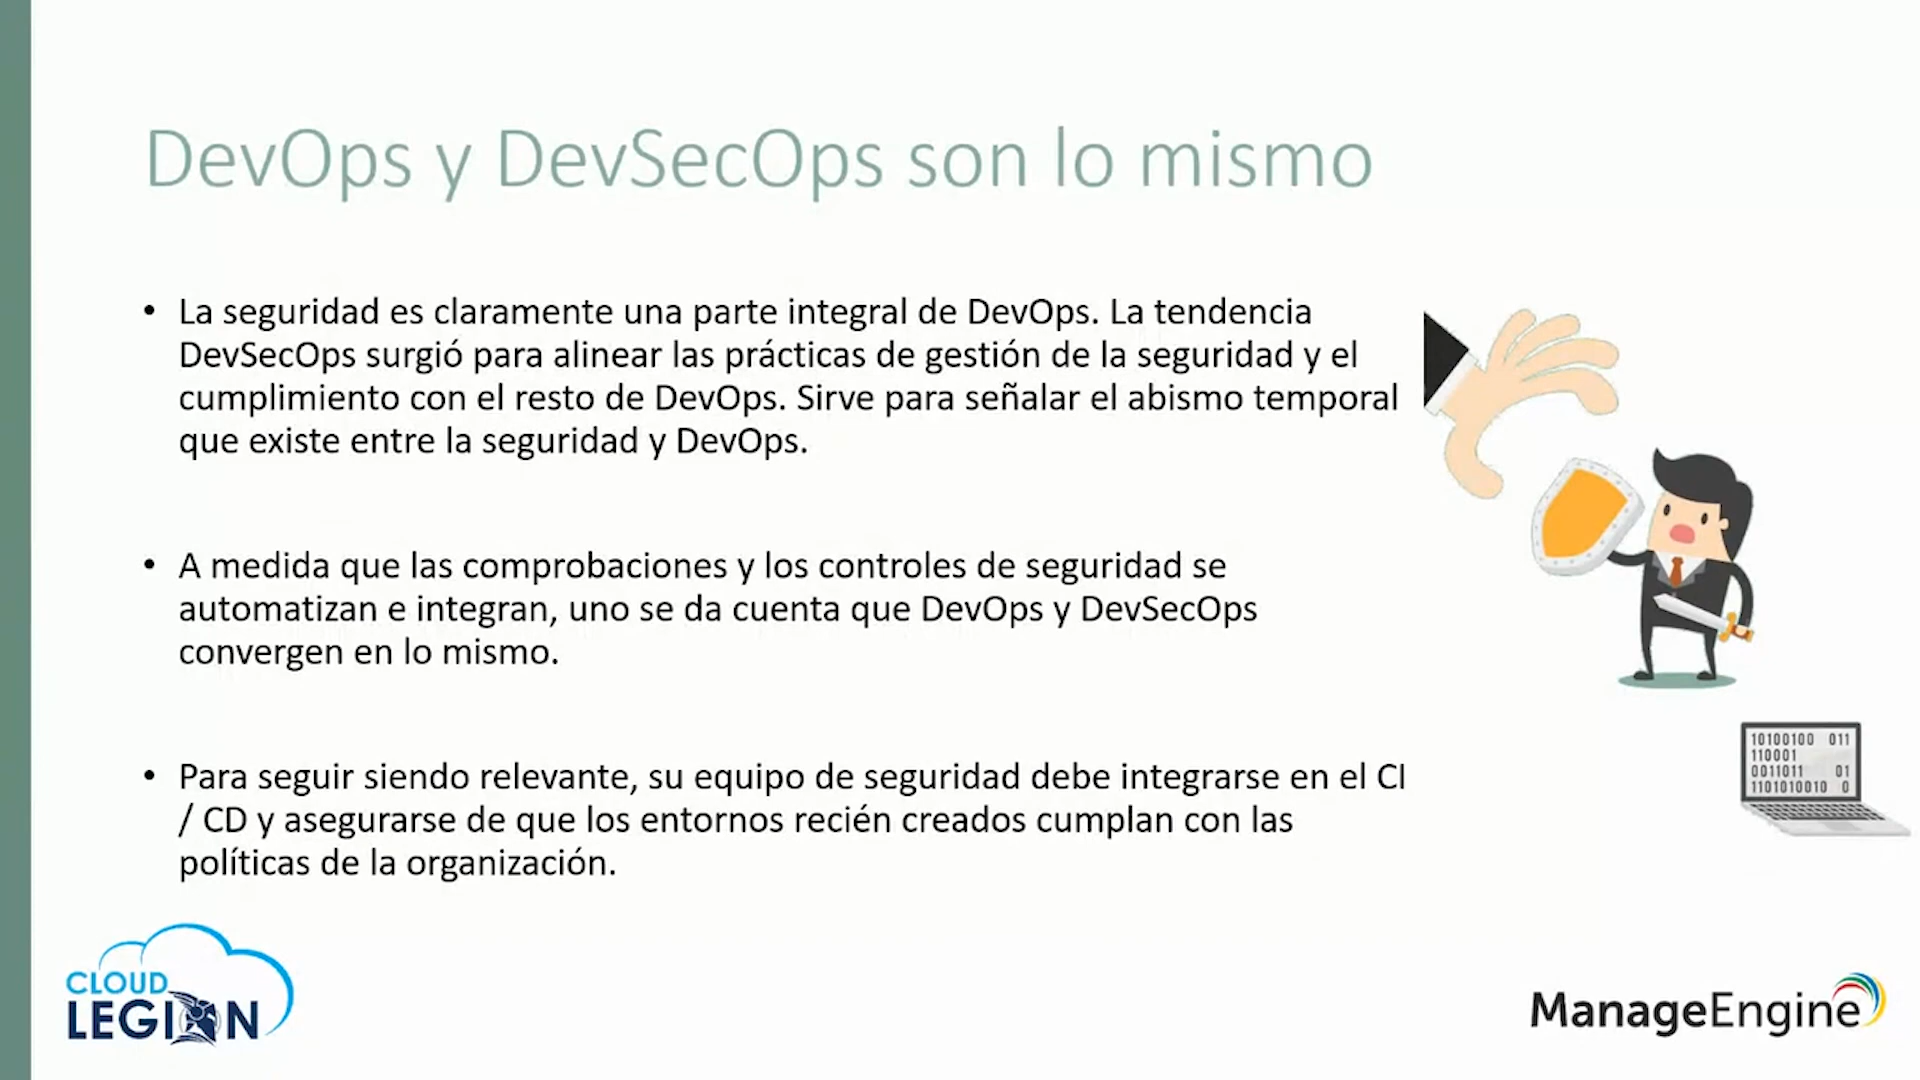 DevOps y DevSecOps son lo mismo
• La seguridad es claramente una parte integral de DevOps. La tendencia
DevSecOps surgió para alinear las prácticas de gestión de la seguridad y el
cumplimiento con el resto de DevOps. Sirve para señalar el abismo temporal
que existe entre la seguridad y DevOps.
• A medida que las comprobaciones y los controles de seguridad se
automatizan e integran, uno se da cuenta que DevOps y DevSecOps
convergen en lo mismo.
• Para seguir siendo relevante, su equipo de seguridad debe integrarse en el CI
/ CD y asegurarse de que los entornos recién creados cumplan con las
políticas de la organización.
10100100 011
110001
0011011 01
1101010010 0
CLOUD
LEGION
ManageEngine